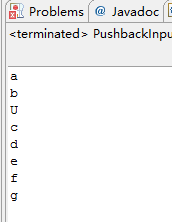 Problems @ Javadoc
<terminated> PushbackInpu
a
b
U
c
d
e
f
g